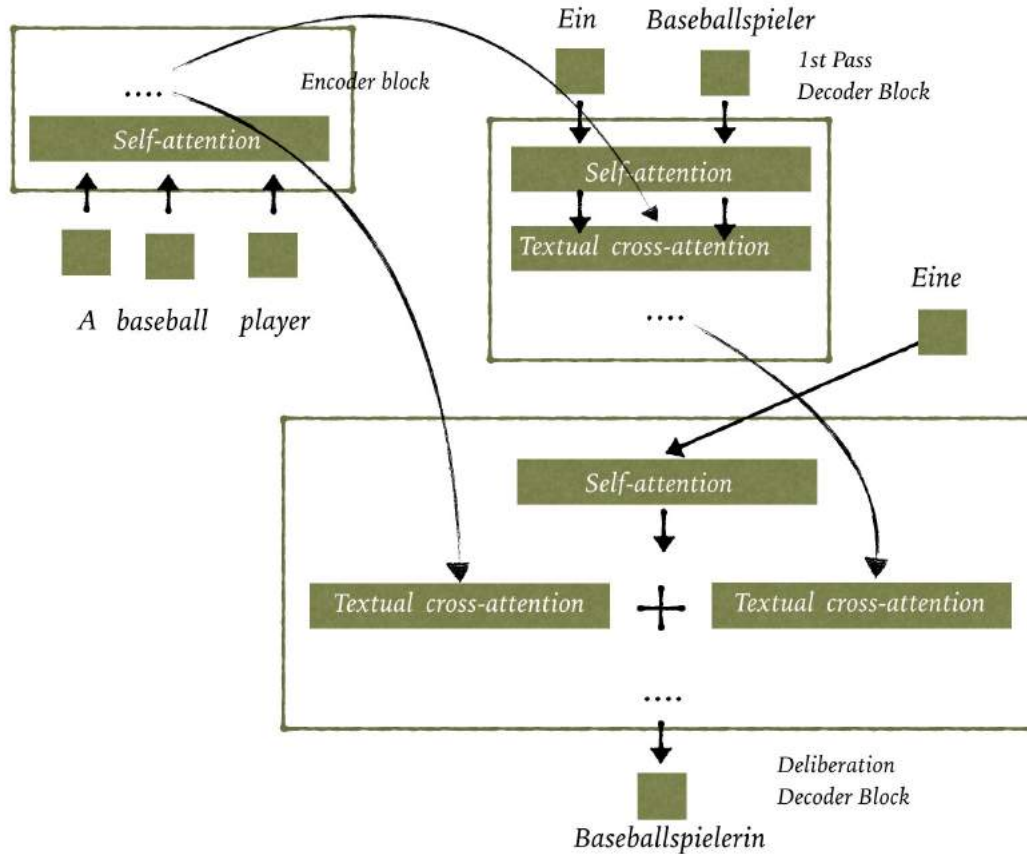 Ein Baseballspieler
1st Pass
Decoder Block
....
Encoder block
Self-attention
A baseball player
Self-attention
Textual cross-attention
....
Eine
Self-attention
Textual cross-attention + Textual cross-attention
....
Deliberation
Decoder Block
Baseballspielerin